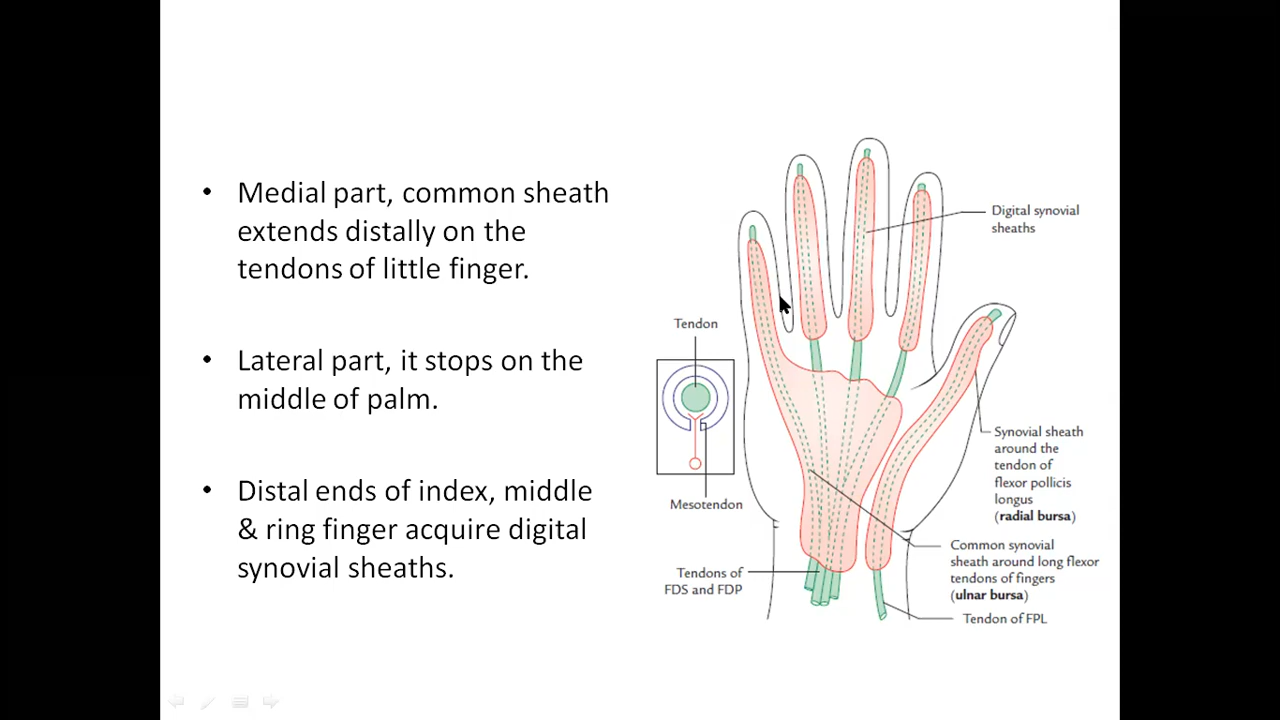 • Medial part, common sheath
extends distally on the
tendons of little finger.
• Lateral part, it stops on the
middle of palm.
• Distal ends of index, middle
& ring finger acquire digital
synovial sheaths.
Digital synovial
sheaths
Tendon
Mesotendon
Synovial sheath
around the
tendon of
flexor pollicis
longus
(radial bursa)
Common synovial
sheath around long flexor
tendons of fingers
(ulnar bursa)
Tendons of
FDS and FDP
Tendon of FPL